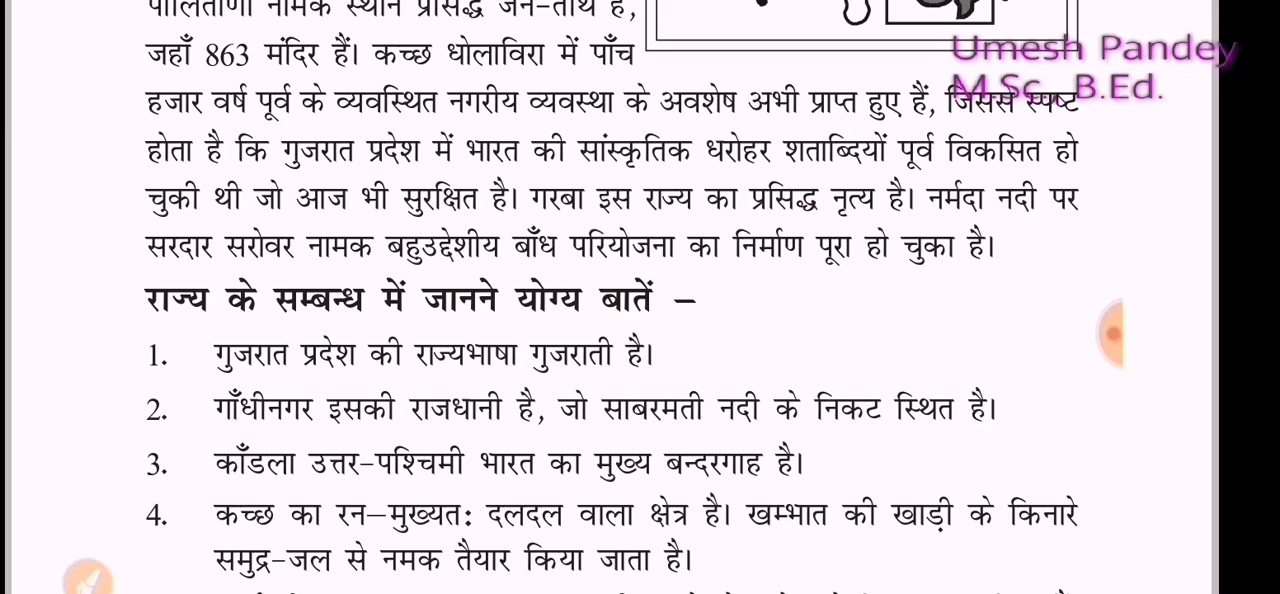 पालिताणा नामक स्थान प्रसिद्ध जैन-तीर्थ है,
जहाँ 863 मंदिर हैं। कच्छ धोलाविरा में पाँच
Umesh Pandey
M.Sc., B.Ed.
हजार वर्ष पूर्व के व्यवस्थित नगरीय व्यवस्था के अवशेष अभी प्राप्त हुए हैं, जिससे स्पष्ट
होता है कि गुजरात प्रदेश में भारत की सांस्कृतिक धरोहर शताब्दियों पूर्व विकसित हो
चुकी थी जो आज भी सुरक्षित है। गरबा इस राज्य का प्रसिद्ध नृत्य है। नर्मदा नदी पर
सरदार सरोवर नामक बहुउद्देशीय बाँध परियोजना का निर्माण पूरा हो चुका है।
राज्य के सम्बन्ध में जानने योग्य बातें –
1. गुजरात प्रदेश की राज्यभाषा गुजराती है।
2. गाँधीनगर इसकी राजधानी है, जो साबरमती नदी के निकट स्थित है।
3. काँडला उत्तर-पश्चिमी भारत का मुख्य बन्दरगाह है।
4. कच्छ का रन–मुख्यत: दलदल वाला क्षेत्र है। खम्भात की खाड़ी के किनारे
समुद्र-जल से नमक तैयार किया जाता है।